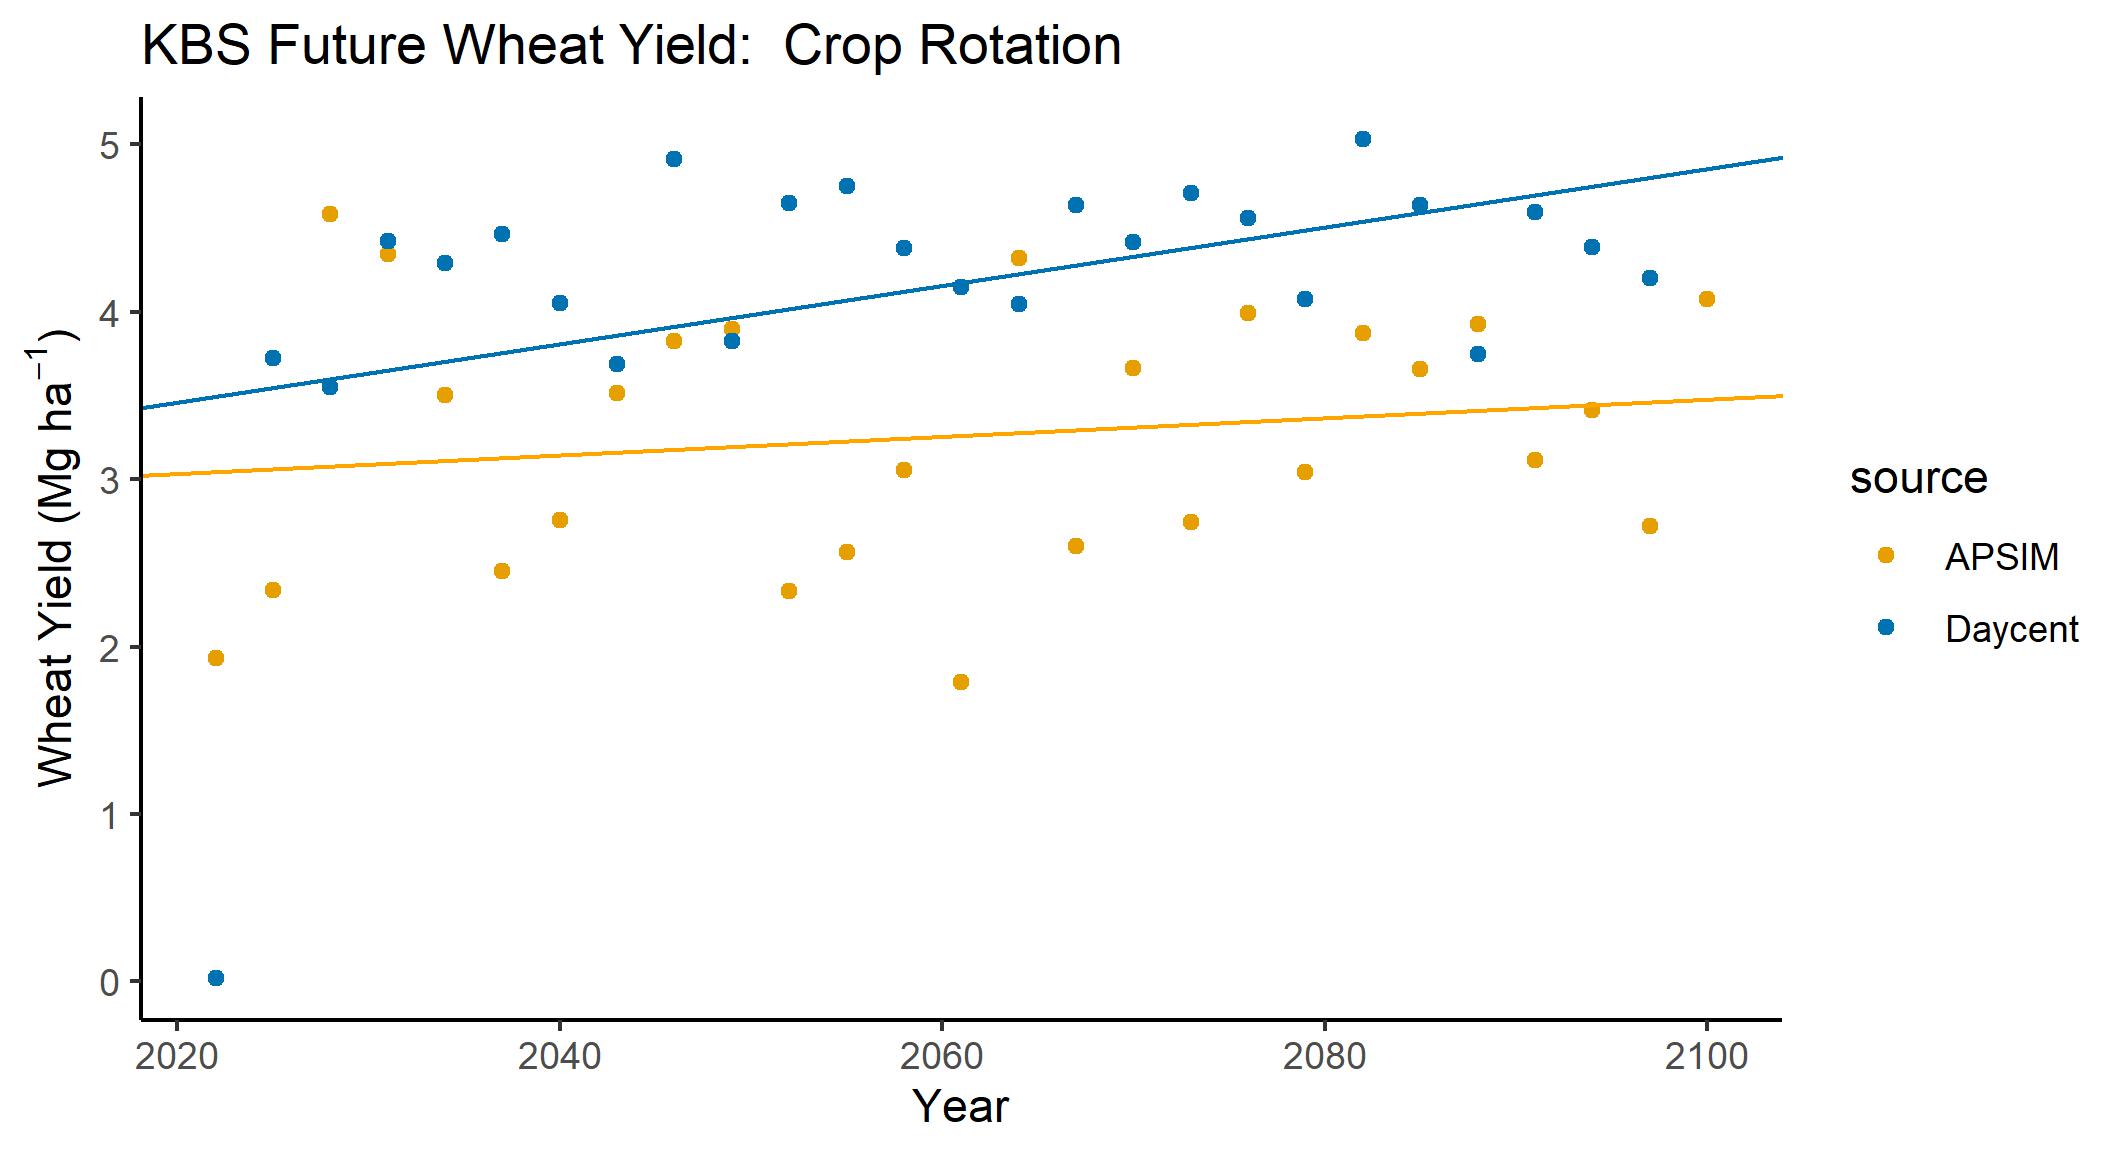 KBS Future Wheat Yield:  Crop Rotation
Wheat Yield (Mg ha⁻¹)
5
4
3
2
1
0
2020 2040 2060 2080 2100
Year
source
APSIM
Daycent